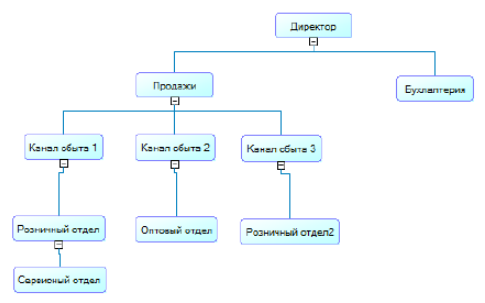 Директор
Продажи
Бухгалтерия
Канал сбыта 1
Канал сбыта 2
Канал сбыта 3
Розничный отдел
Оптовый отдел
Розничный отдел2
Сервисный отдел